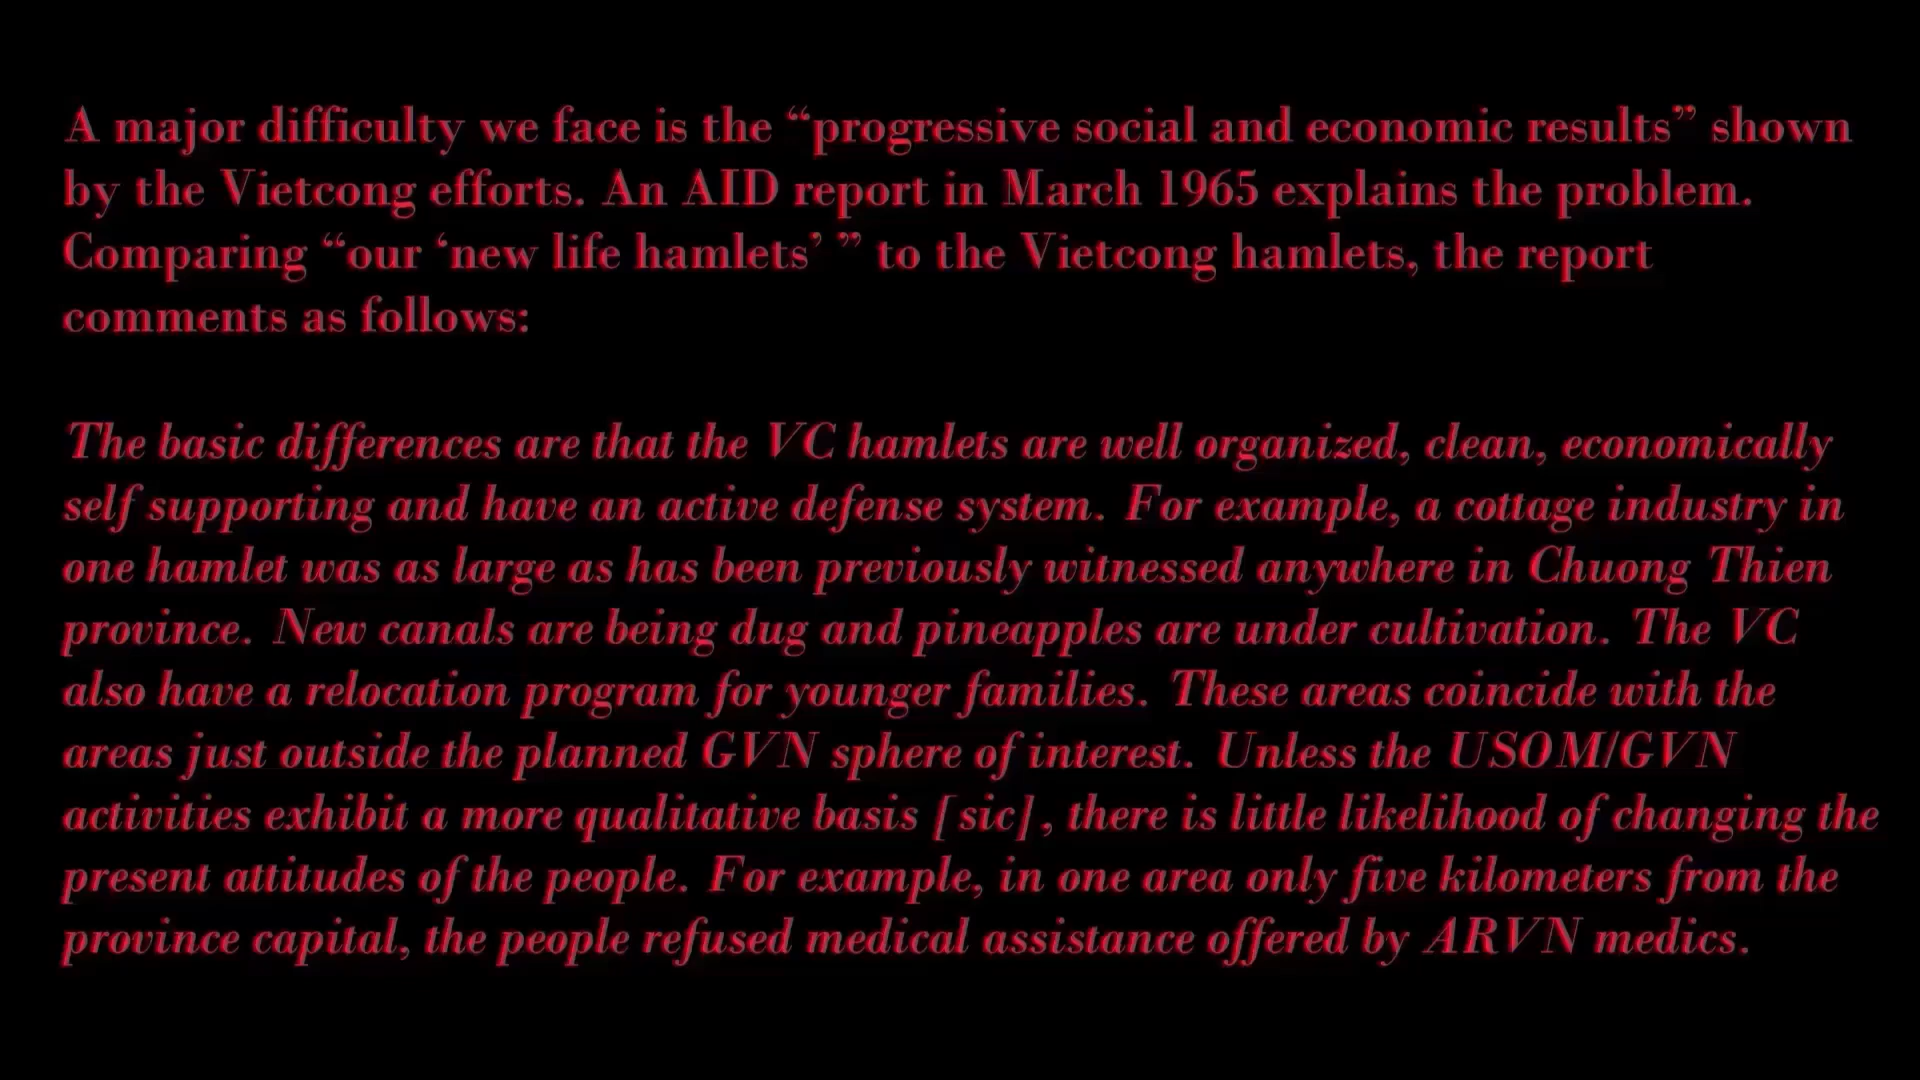 A major difficulty we face is the “progressive social and economic results” shown
by the Vietcong efforts. An AID report in March 1965 explains the problem.
Comparing “our ‘new life hamlets’ ” to the Vietcong hamlets, the report
comments as follows:
The basic differences are that the VC hamlets are well organized, clean, economically
self supporting and have an active defense system. For example, a cottage industry in
one hamlet was as large as has been previously witnessed anywhere in Chuong Thien
province. New canals are being dug and pineapples are under cultivation. The VC
also have a relocation program for younger families. These areas coincide with the
areas just outside the planned GVN sphere of interest. Unless the USOM/GVN
activities exhibit a more qualitative basis [ sic] , there is little likelihood of changing the
present attitudes of the people. For example, in one area only five kilometers from the
province capital, the people refused medical assistance offered by ARVN medics.